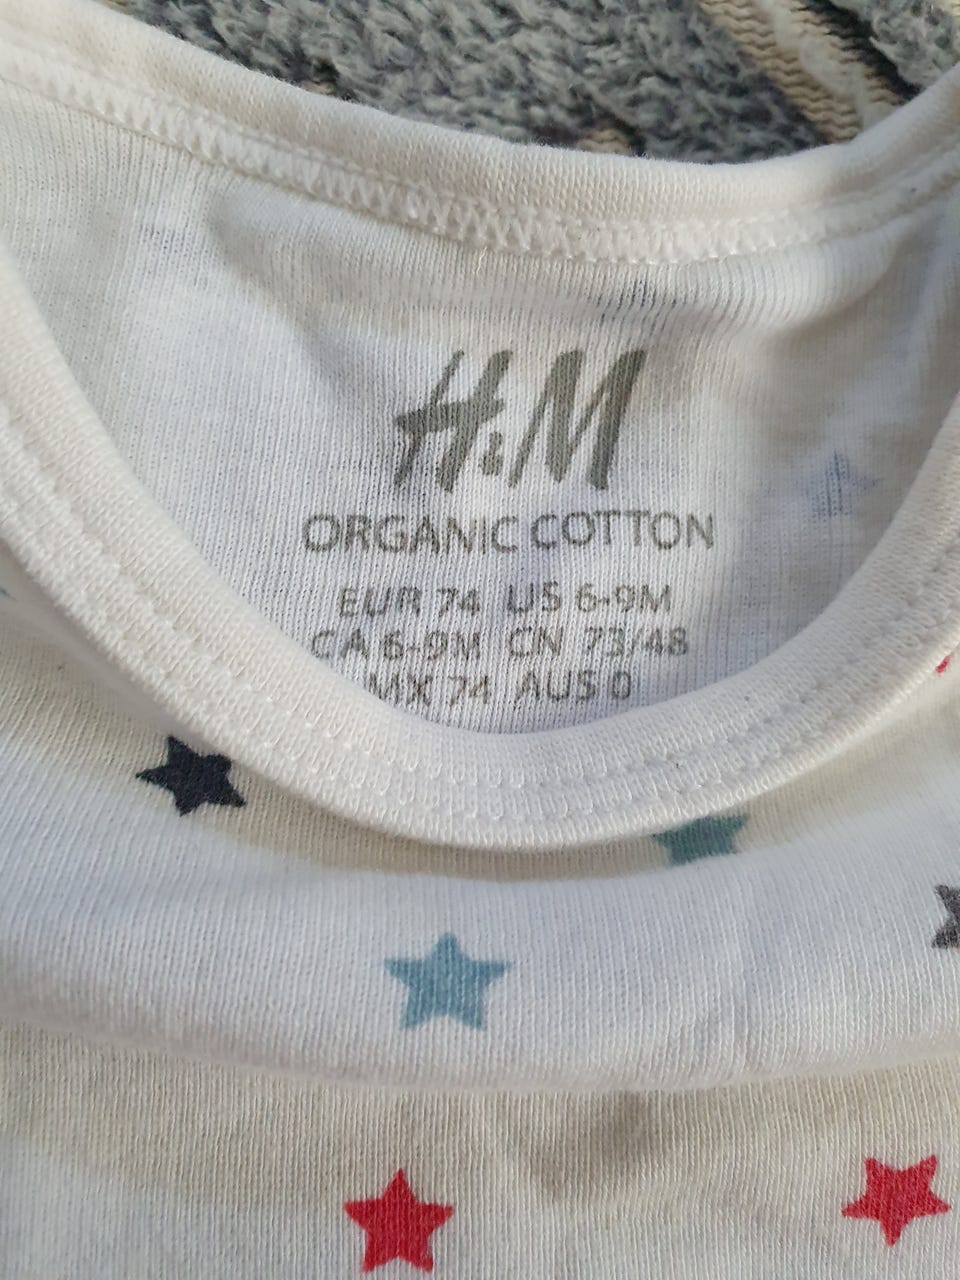 H&M
ORGANIC COTTON
EUR 74 US 6-9M
CA 6-9M CN 73/48
MX 74 AUS 0